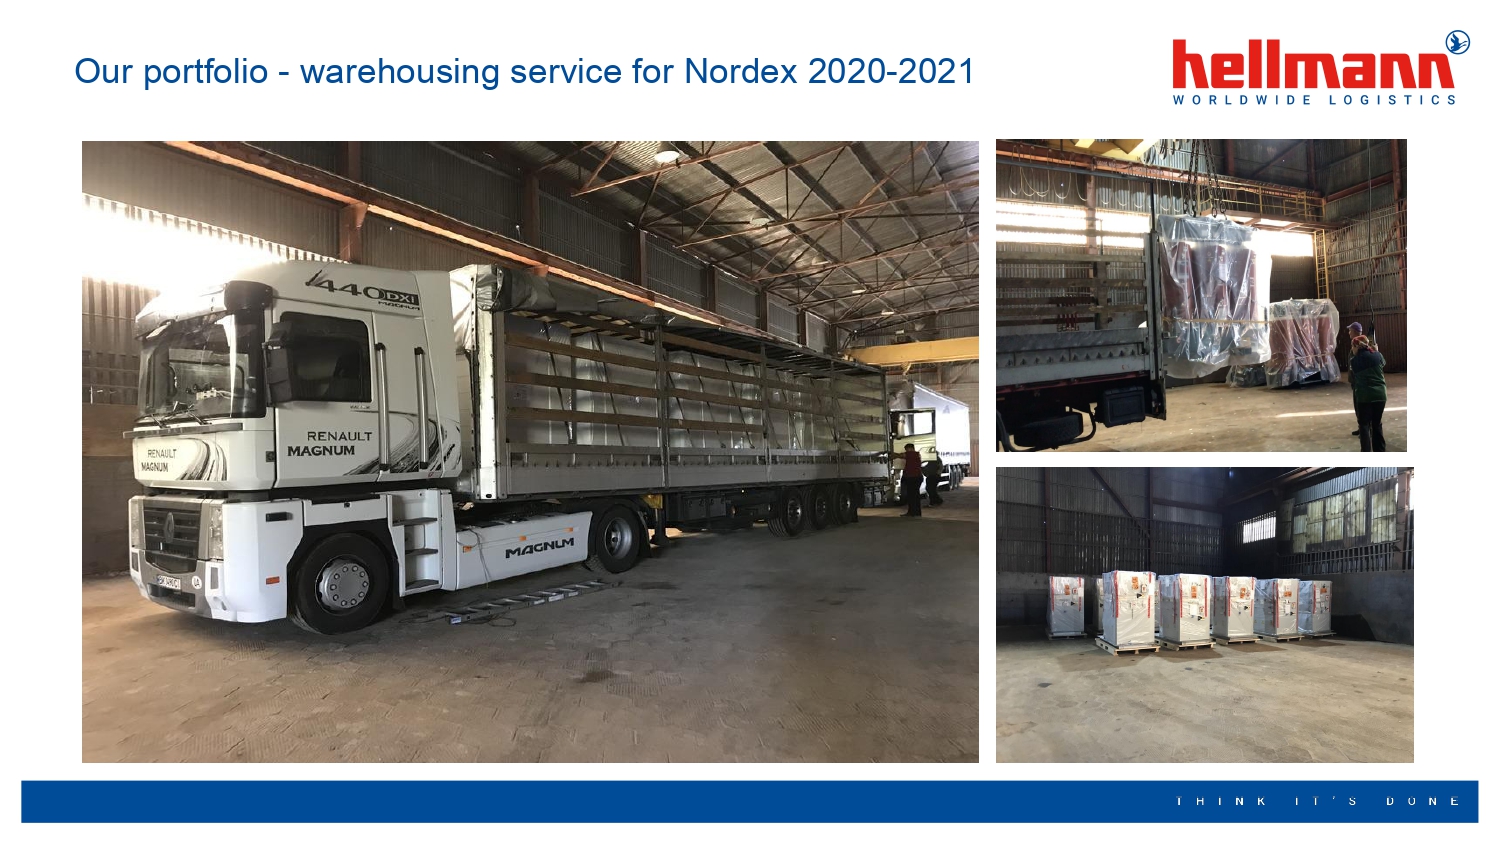 Our portfolio - warehousing service for Nordex 2020-2021
hellmann
WORLDWIDE LOGISTICS
440 DXI
MAGNUM
RENAULT
MAGNUM
RENAULT
MAGNUM
MAGNUM
THINK IT'S DONE